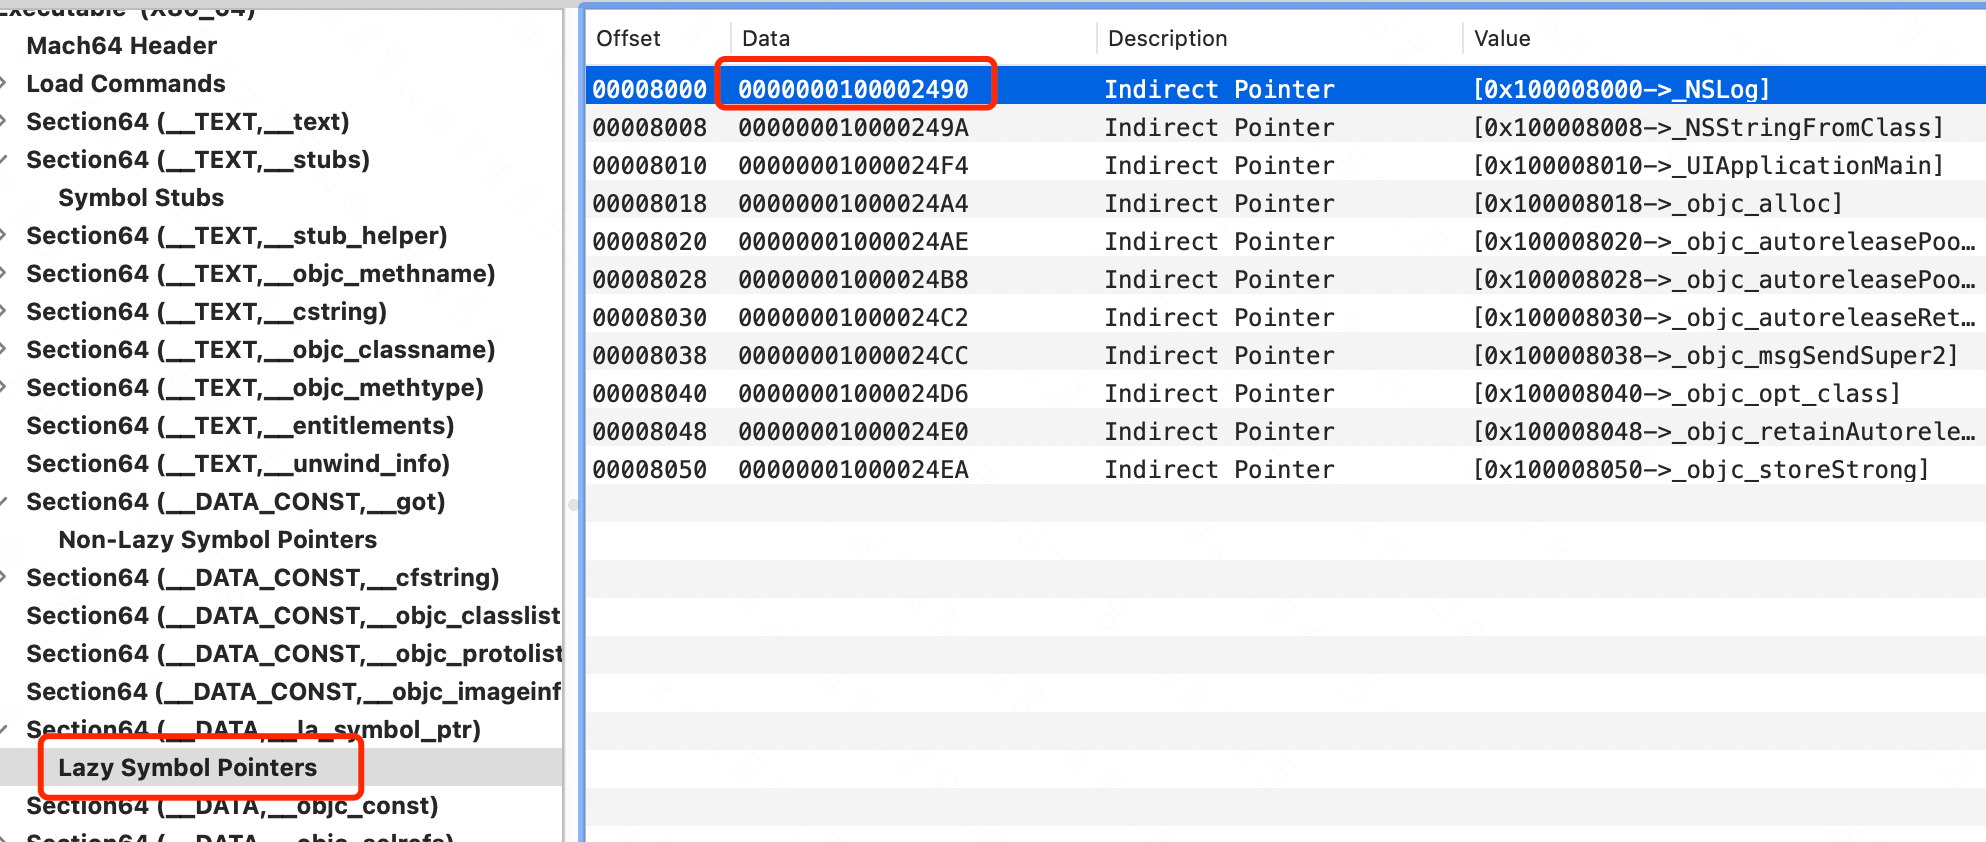 Executable (X86_64)
Mach64 Header
Load Commands
Section64 (__TEXT,__text)
Section64 (__TEXT,__stubs)
Symbol Stubs
Section64 (__TEXT,__stub_helper)
Section64 (__TEXT,__objc_methname)
Section64 (__TEXT,__cstring)
Section64 (__TEXT,__objc_classname)
Section64 (__TEXT,__objc_methtype)
Section64 (__TEXT,__entitlements)
Section64 (__TEXT,__unwind_info)
Section64 (__DATA_CONST,__got)
Non-Lazy Symbol Pointers
Section64 (__DATA_CONST,__cfstring)
Section64 (__DATA_CONST,__objc_classlist
Section64 (__DATA_CONST,__objc_protolist
Section64 (__DATA_CONST,__objc_imageinf
Section64 (__DATA,__la_symbol_ptr)
Lazy Symbol Pointers
Section64 (__DATA,__objc_const)
Section64 (__DATA,__objc_selrefs)
Offset Data Description Value
00008000 0000000100002490 Indirect Pointer [0x100008000->_NSLog]
00008008 000000010000249A Indirect Pointer [0x100008008->_NSStringFromClass]
00008010 00000001000024F4 Indirect Pointer [0x100008010->_UIApplicationMain]
00008018 00000001000024A4 Indirect Pointer [0x100008018->_objc_alloc]
00008020 00000001000024AE Indirect Pointer [0x100008020->_objc_autoreleasePoo…
00008028 00000001000024B8 Indirect Pointer [0x100008028->_objc_autoreleasePoo…
00008030 00000001000024C2 Indirect Pointer [0x100008030->_objc_autoreleaseRet…
00008038 00000001000024CC Indirect Pointer [0x100008038->_objc_msgSendSuper2]
00008040 00000001000024D6 Indirect Pointer [0x100008040->_objc_opt_class]
00008048 00000001000024E0 Indirect Pointer [0x100008048->_objc_retainAutorele…
00008050 00000001000024EA Indirect Pointer [0x100008050->_objc_storeStrong]